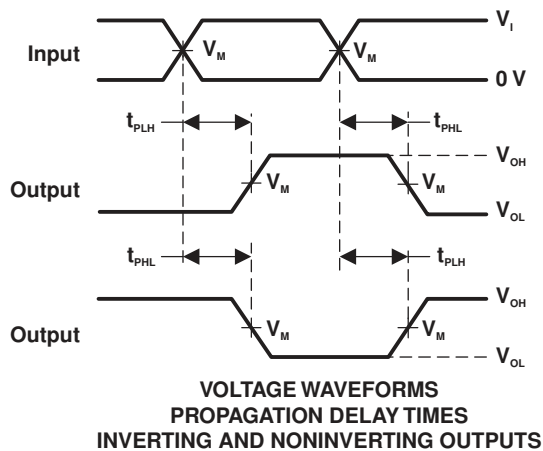 V_I
Input V_M V_M
0 V
t_PLH t_PHL
V_OH
Output V_M V_M
V_OL
t_PHL t_PLH
V_OH
Output V_M V_M
V_OL
VOLTAGE WAVEFORMS
PROPAGATION DELAY TIMES
INVERTING AND NONINVERTING OUTPUTS